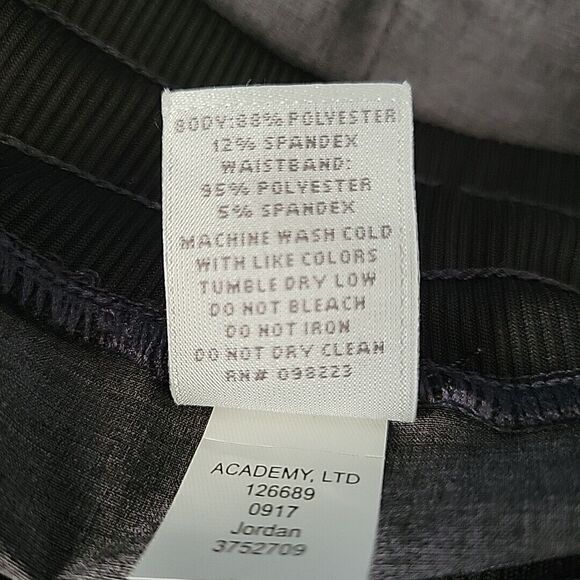 BODY:88% POLYESTER
12% SPANDEX
WAISTBAND:
95% POLYESTER
5% SPANDEX
MACHINE WASH COLD
WITH LIKE COLORS
TUMBLE DRY LOW
DO NOT BLEACH
DO NOT IRON
DO NOT DRY CLEAN
RN# 098223
ACADEMY, LTD
126689
0917
Jordan
3752709